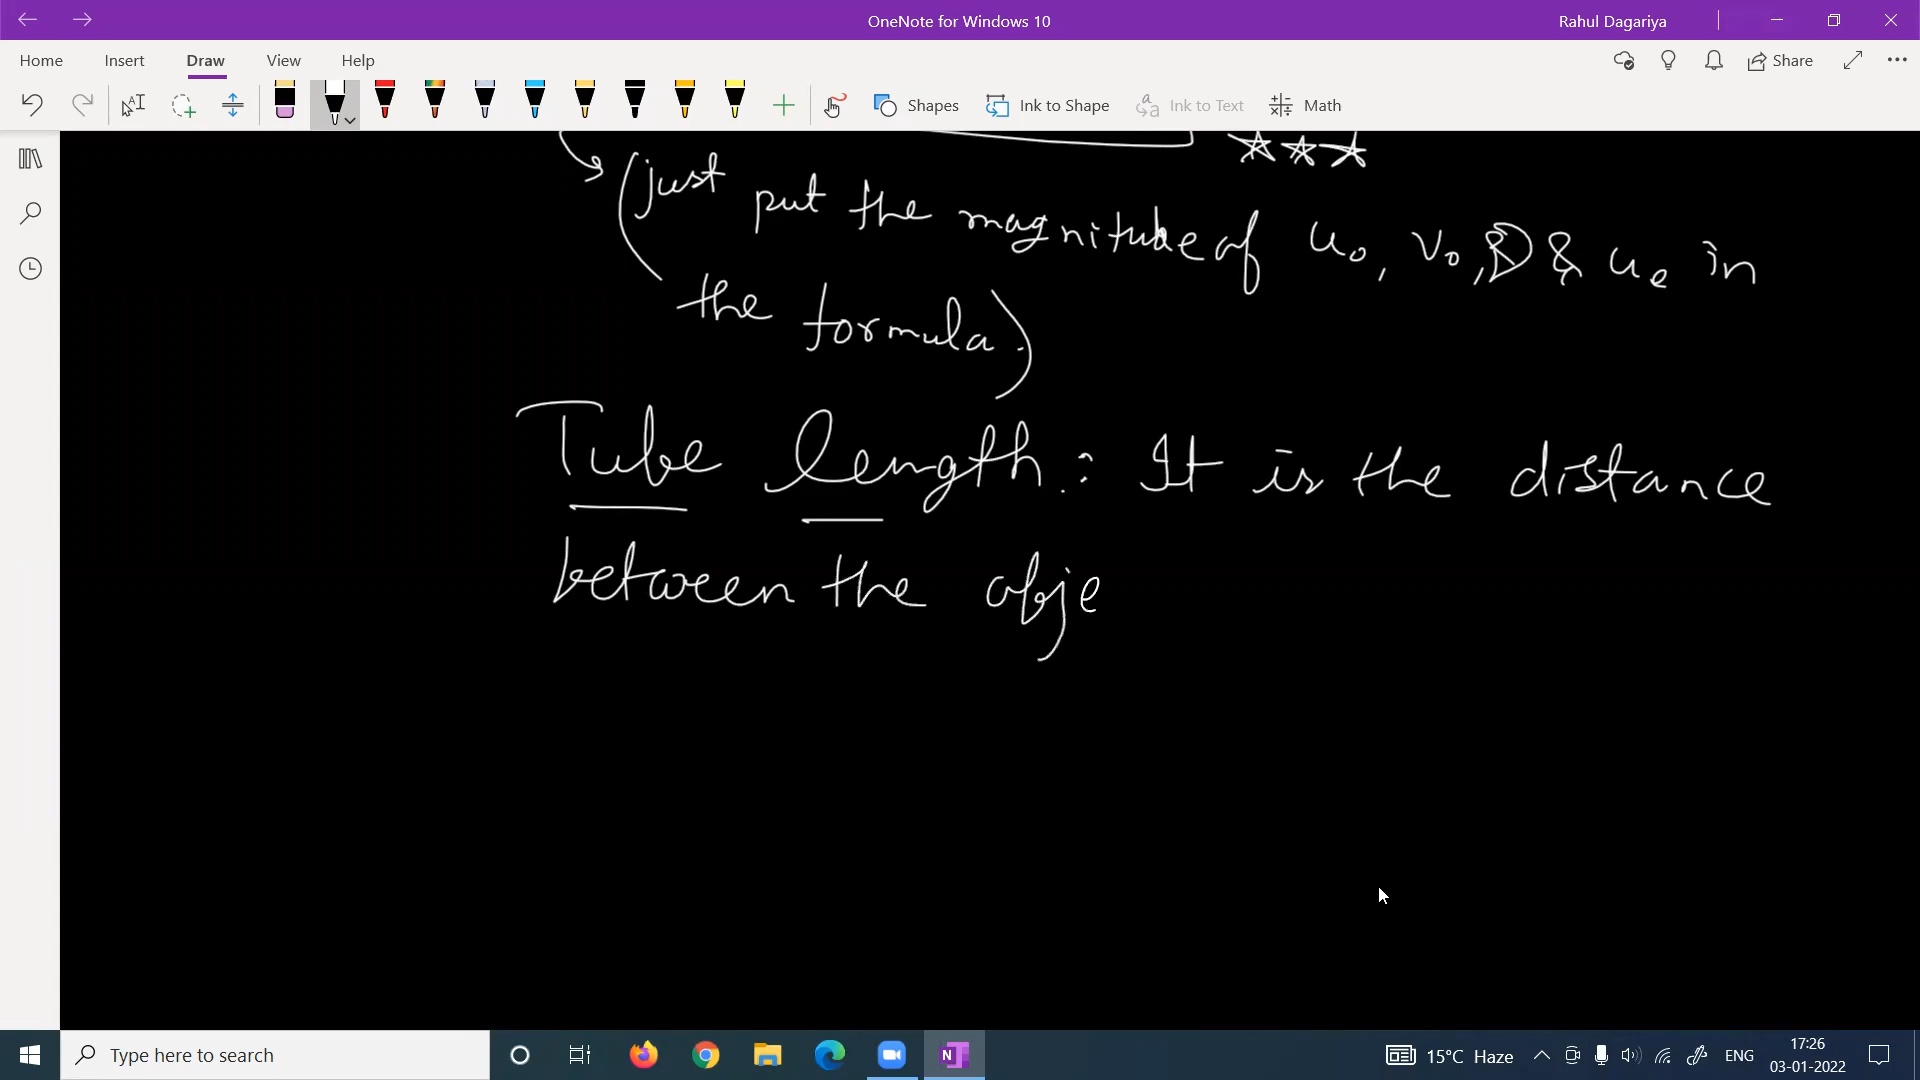 OneNote for Windows 10
Rahul Dagariya
Home Insert Draw View Help
Share
Shapes Ink to Shape Ink to Text Math
(just put the magnitude of u₀, v₀, D & uₑ in
the formula.)
Tube length : It is the distance
between the obje
Type here to search
15°C Haze
ENG
17:26
03-01-2022